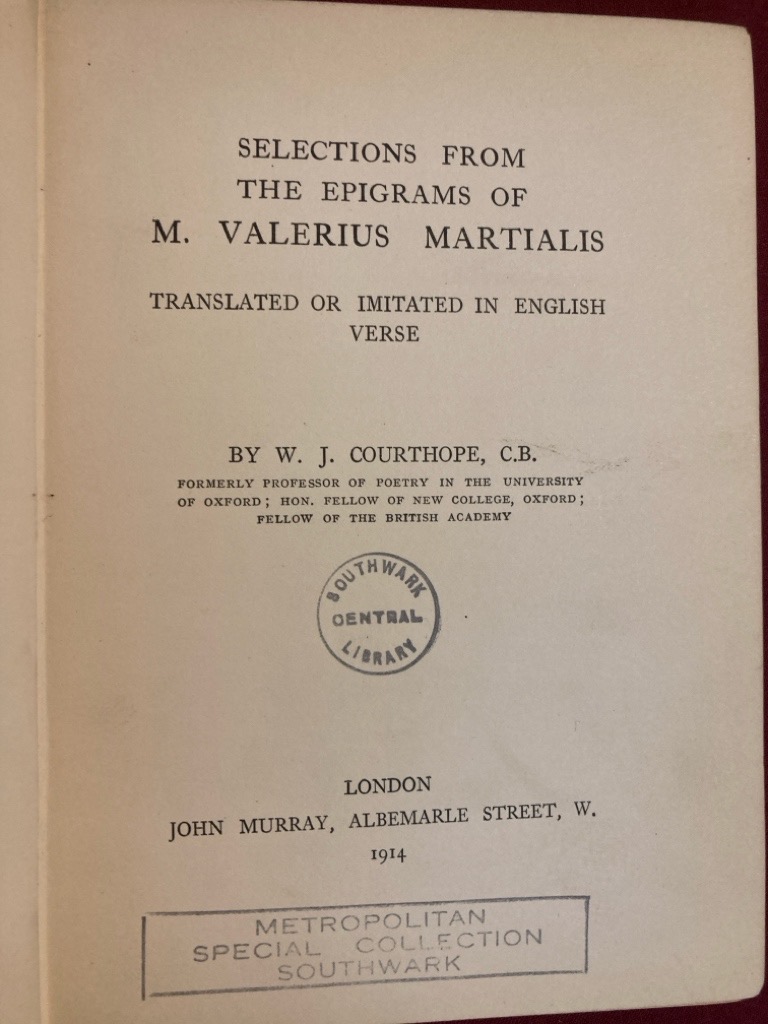 SELECTIONS FROM
THE EPIGRAMS OF
M. VALERIUS MARTIALIS
TRANSLATED OR IMITATED IN ENGLISH
VERSE
BY W. J. COURTHOPE, C.B.
FORMERLY PROFESSOR OF POETRY IN THE UNIVERSITY
OF OXFORD; HON. FELLOW OF NEW COLLEGE, OXFORD;
FELLOW OF THE BRITISH ACADEMY
SOUTHWARK
CENTRAL
LIBRARY
LONDON
JOHN MURRAY, ALBEMARLE STREET, W.
1914
METROPOLITAN
SPECIAL COLLECTION
SOUTHWARK